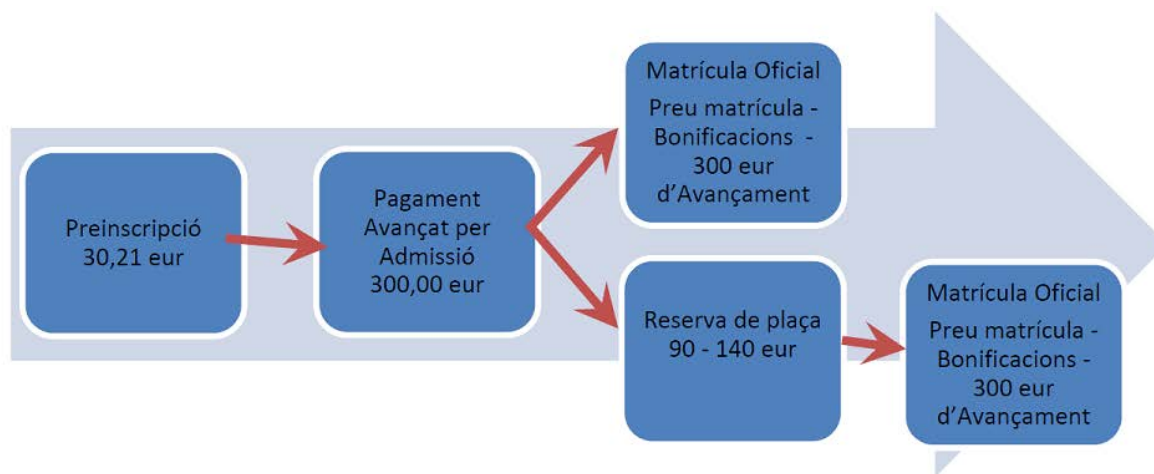 Preinscripció
30,21 eur
Pagament
Avançat per
Admissió
300,00 eur
Matrícula Oficial
Preu matrícula -
Bonificacions -
300 eur
d’Avançament
Reserva de plaça
90 - 140 eur
Matrícula Oficial
Preu matrícula -
Bonificacions -
300 eur
d’Avançament